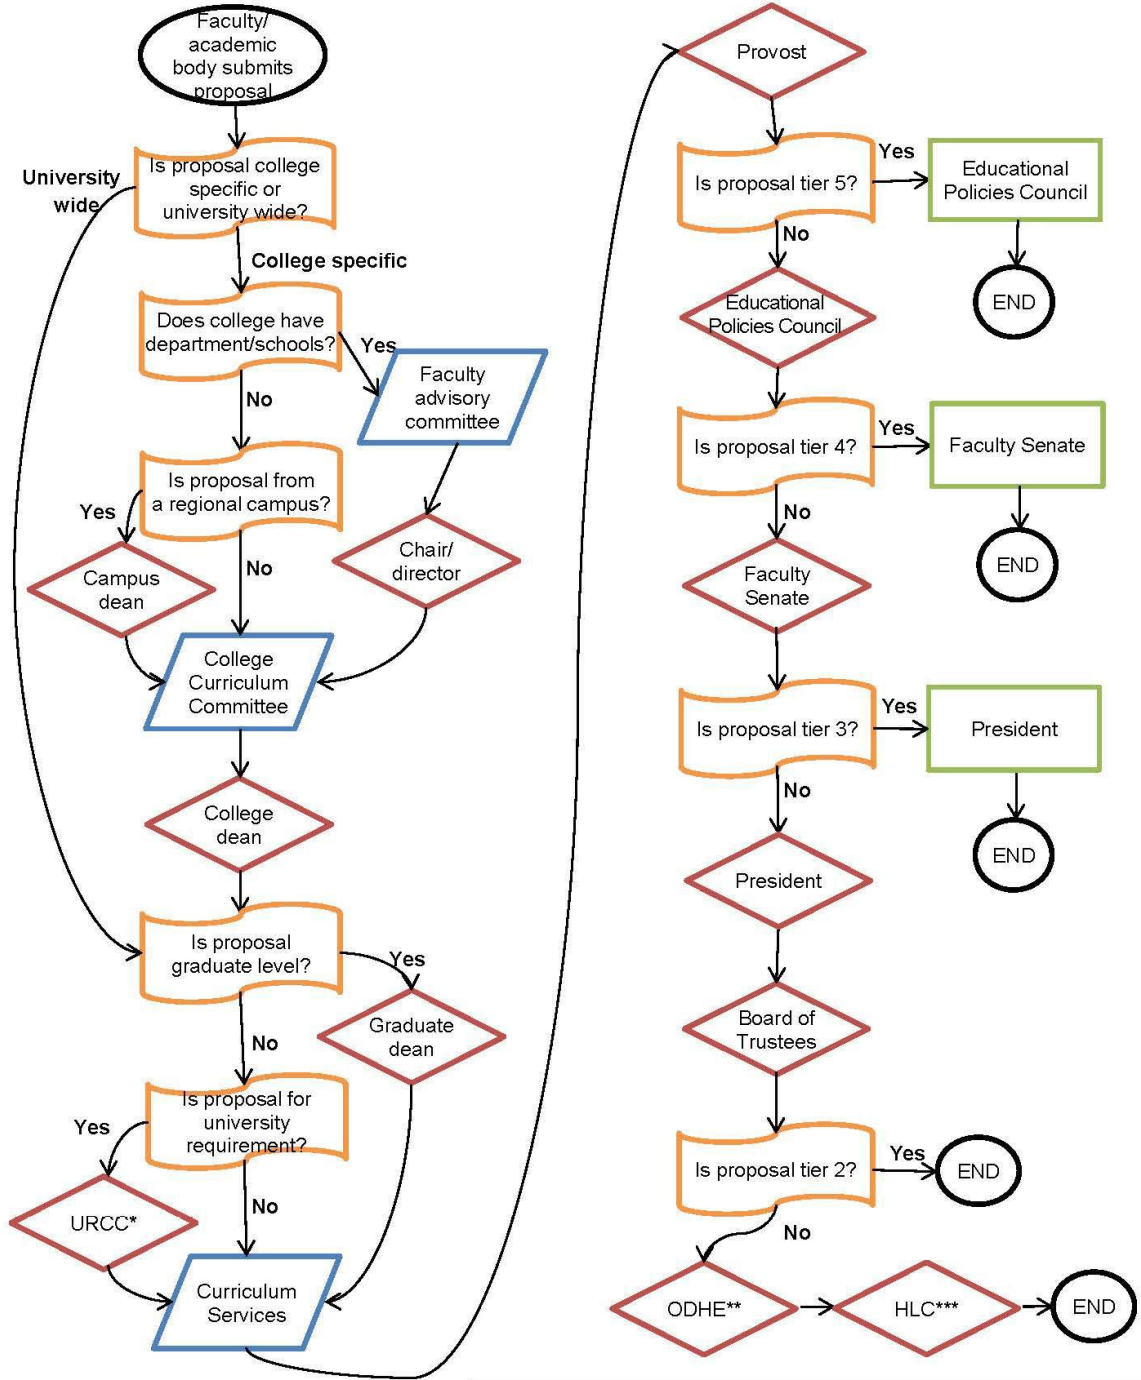 Faculty/
academic
body submits
proposal
Is proposal college
specific or
university wide?
University
wide
College specific
Does college have
department/schools?
Yes
Faculty
advisory
committee
No
Is proposal from
a regional campus?
Yes
Campus
dean
No
Chair/
director
College
Curriculum
Committee
College
dean
Is proposal
graduate level?
Yes
Graduate
dean
No
Is proposal for
university
requirement?
Yes
URCC*
No
Curriculum
Services
Provost
Is proposal tier 5?
Yes
Educational
Policies Council
END
No
Educational
Policies Council
Is proposal tier 4?
Yes
Faculty Senate
END
No
Faculty
Senate
Is proposal tier 3?
Yes
President
END
No
President
Board of
Trustees
Is proposal tier 2?
Yes
END
No
ODHE**
HLC***
END